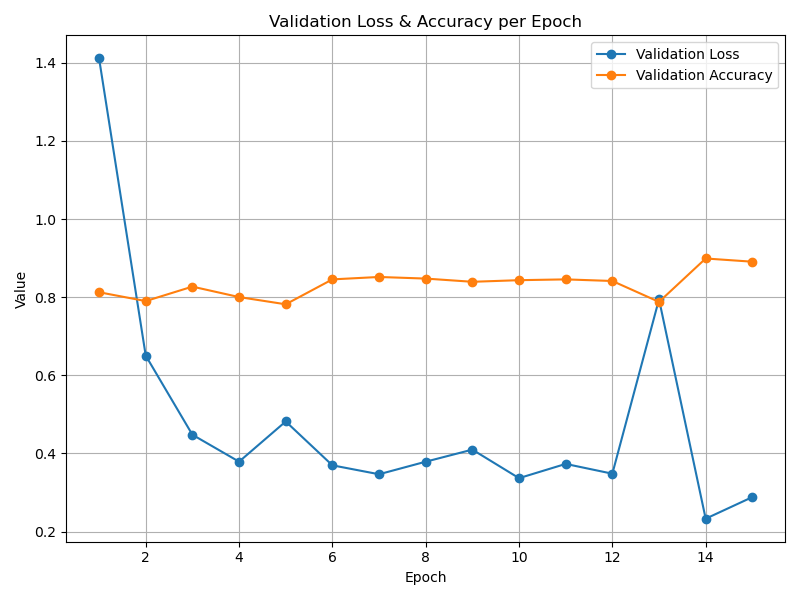 Validation Loss & Accuracy per Epoch
Validation Loss
Validation Accuracy
1.4
1.2
1.0
0.8
0.6
0.4
0.2
Value
2 4 6 8 10 12 14
Epoch